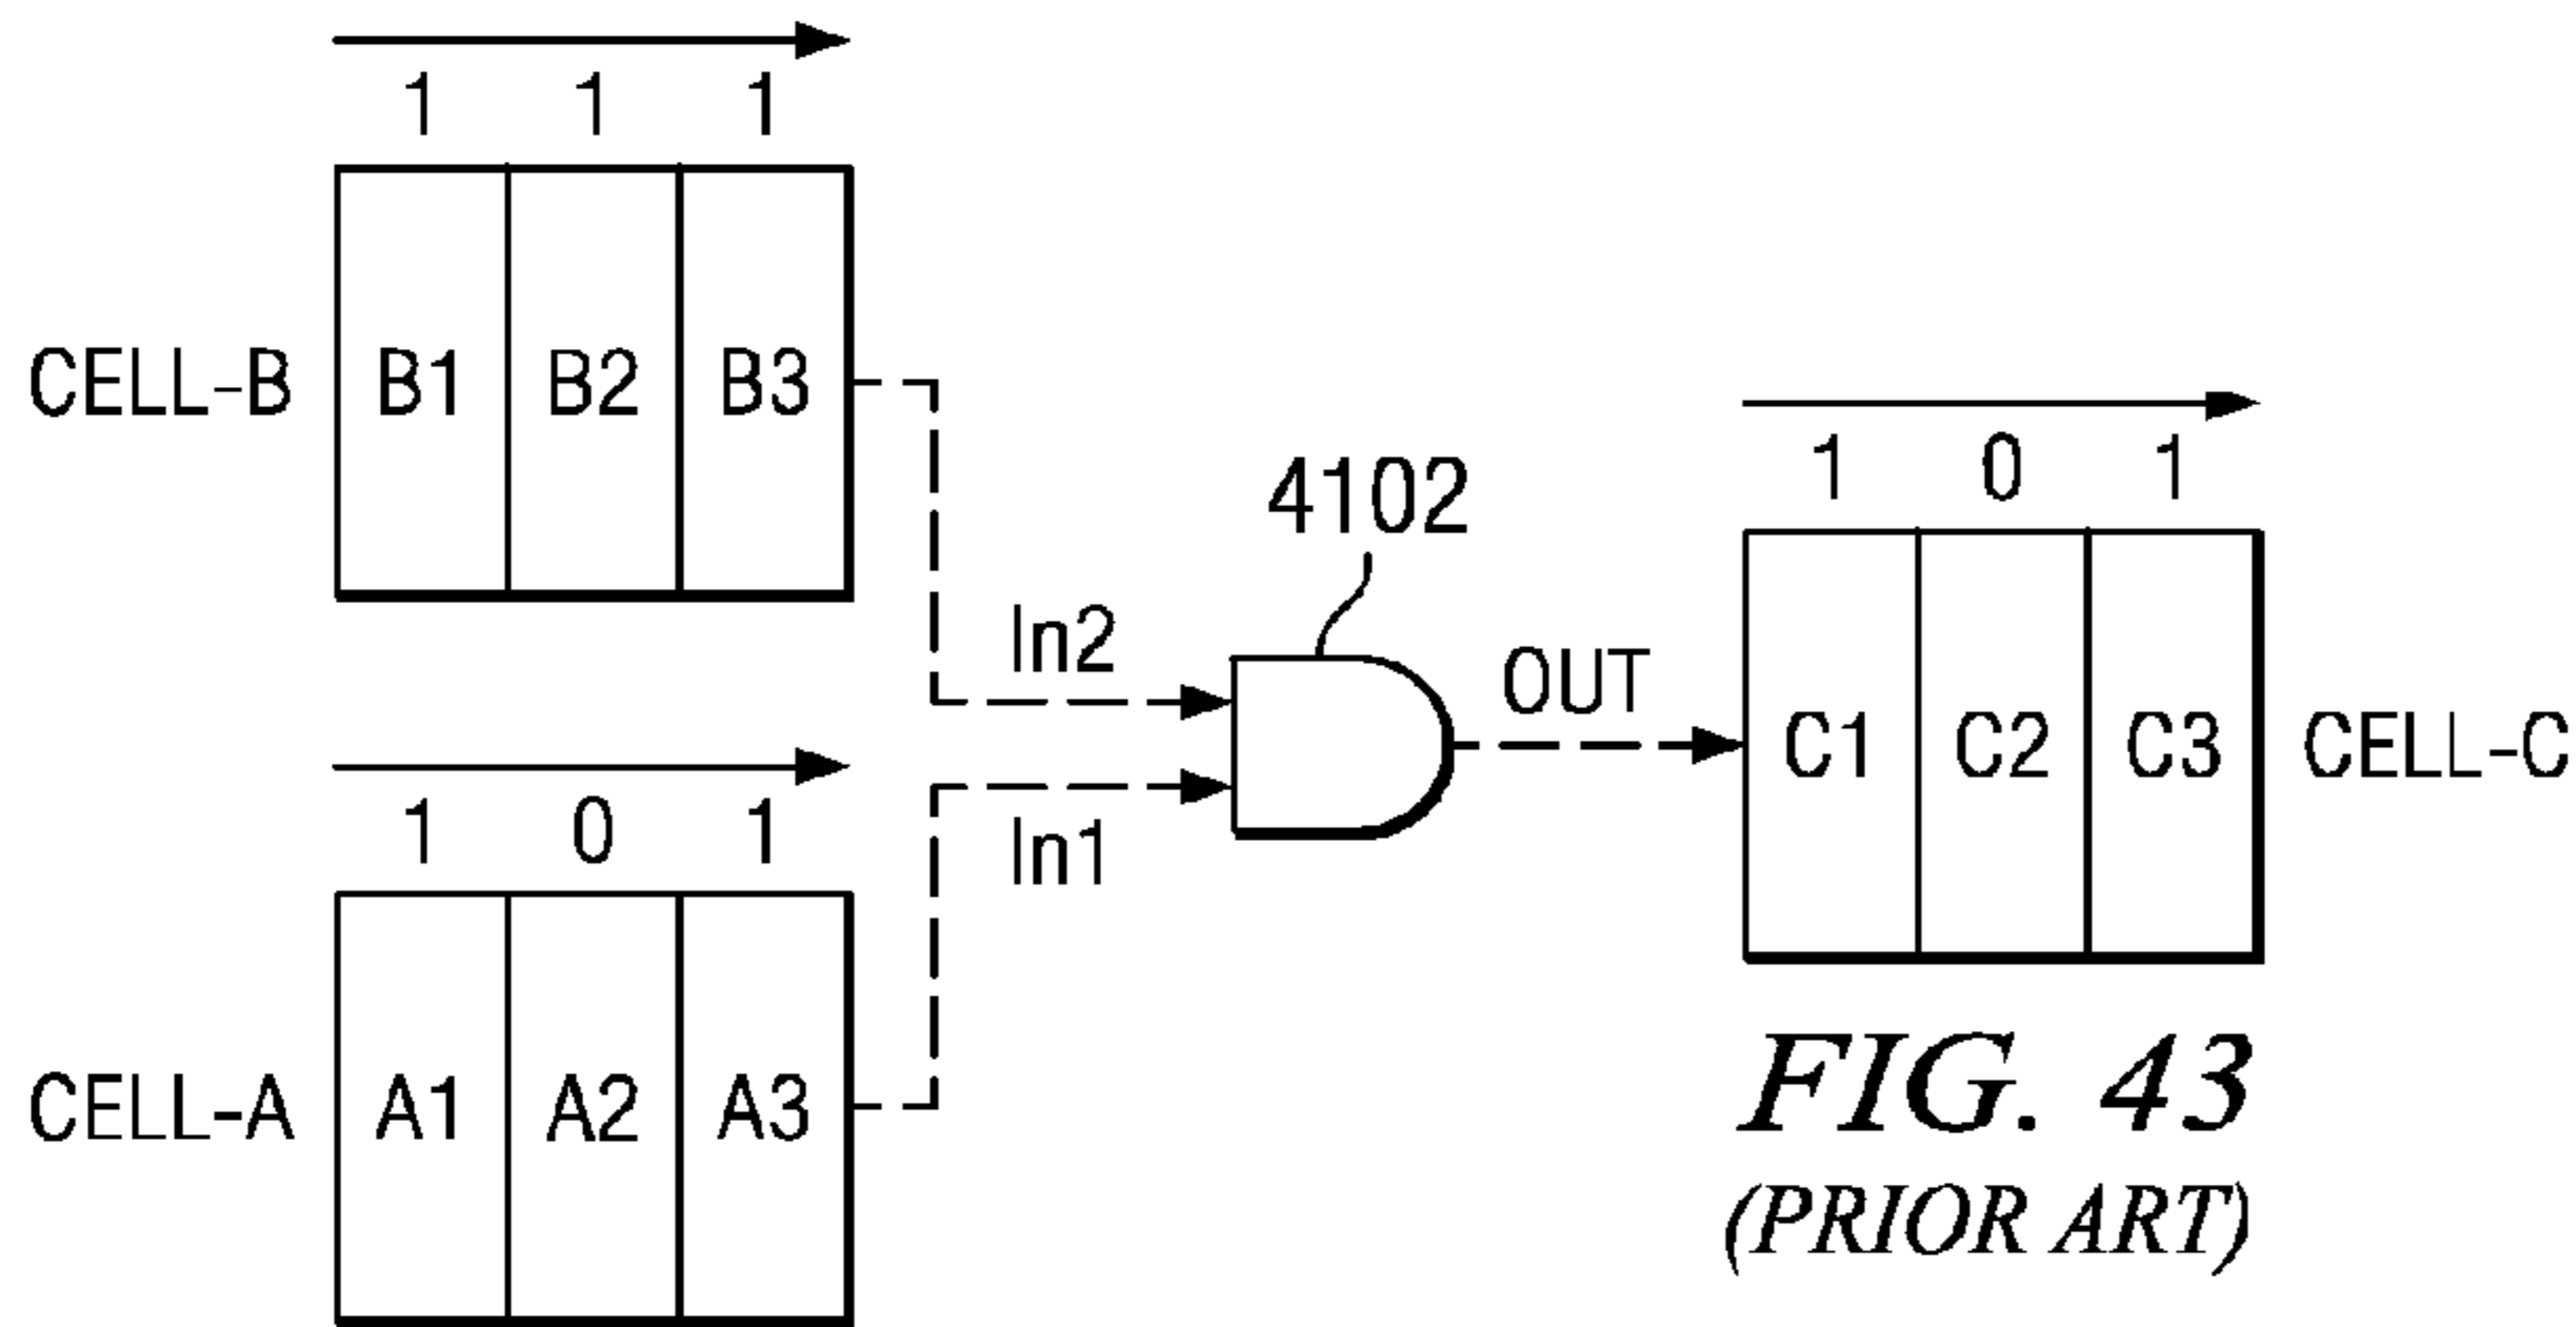 1 1 1
CELL-B B1 B2 B3
4102
In2
OUT
1 0 1
C1 C2 C3 CELL-C
1 0 1
In1
CELL-A A1 A2 A3
FIG. 43
(PRIOR ART)